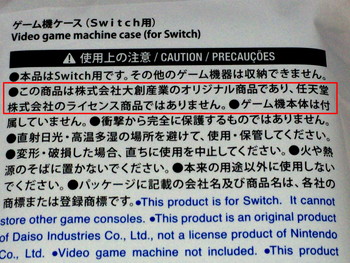 ゲーム機ケース(Switch用)
Video game machine case (for Switch)
⚠ 使用上の注意 / CAUTION / PRECAUÇÕES
●本品はSwitch用です。その他のゲーム機器は収納できません。
●この商品は株式会社大創産業のオリジナル商品であり、任天堂
株式会社のライセンス商品ではありません。●ゲーム機本体は付
属していません。●衝撃から完全に保護するものではありません。
●直射日光・高温多湿の場所を避けて、使用・保管してください。
●変形・破損した場合、直ちに使用を中止してください。●火や熱
源のそばに置かないでください。●本来の用途以外に使用しない
でください。●パッケージに記載の会社名及び商品名は、各社の
商標または登録商標です。●This product is for Switch. It cannot
store other game consoles. ●This product is an original product
of Daiso Industries Co., Ltd., not a license product of Nintendo
Co., Ltd. ●Video game machine not included. ●This product